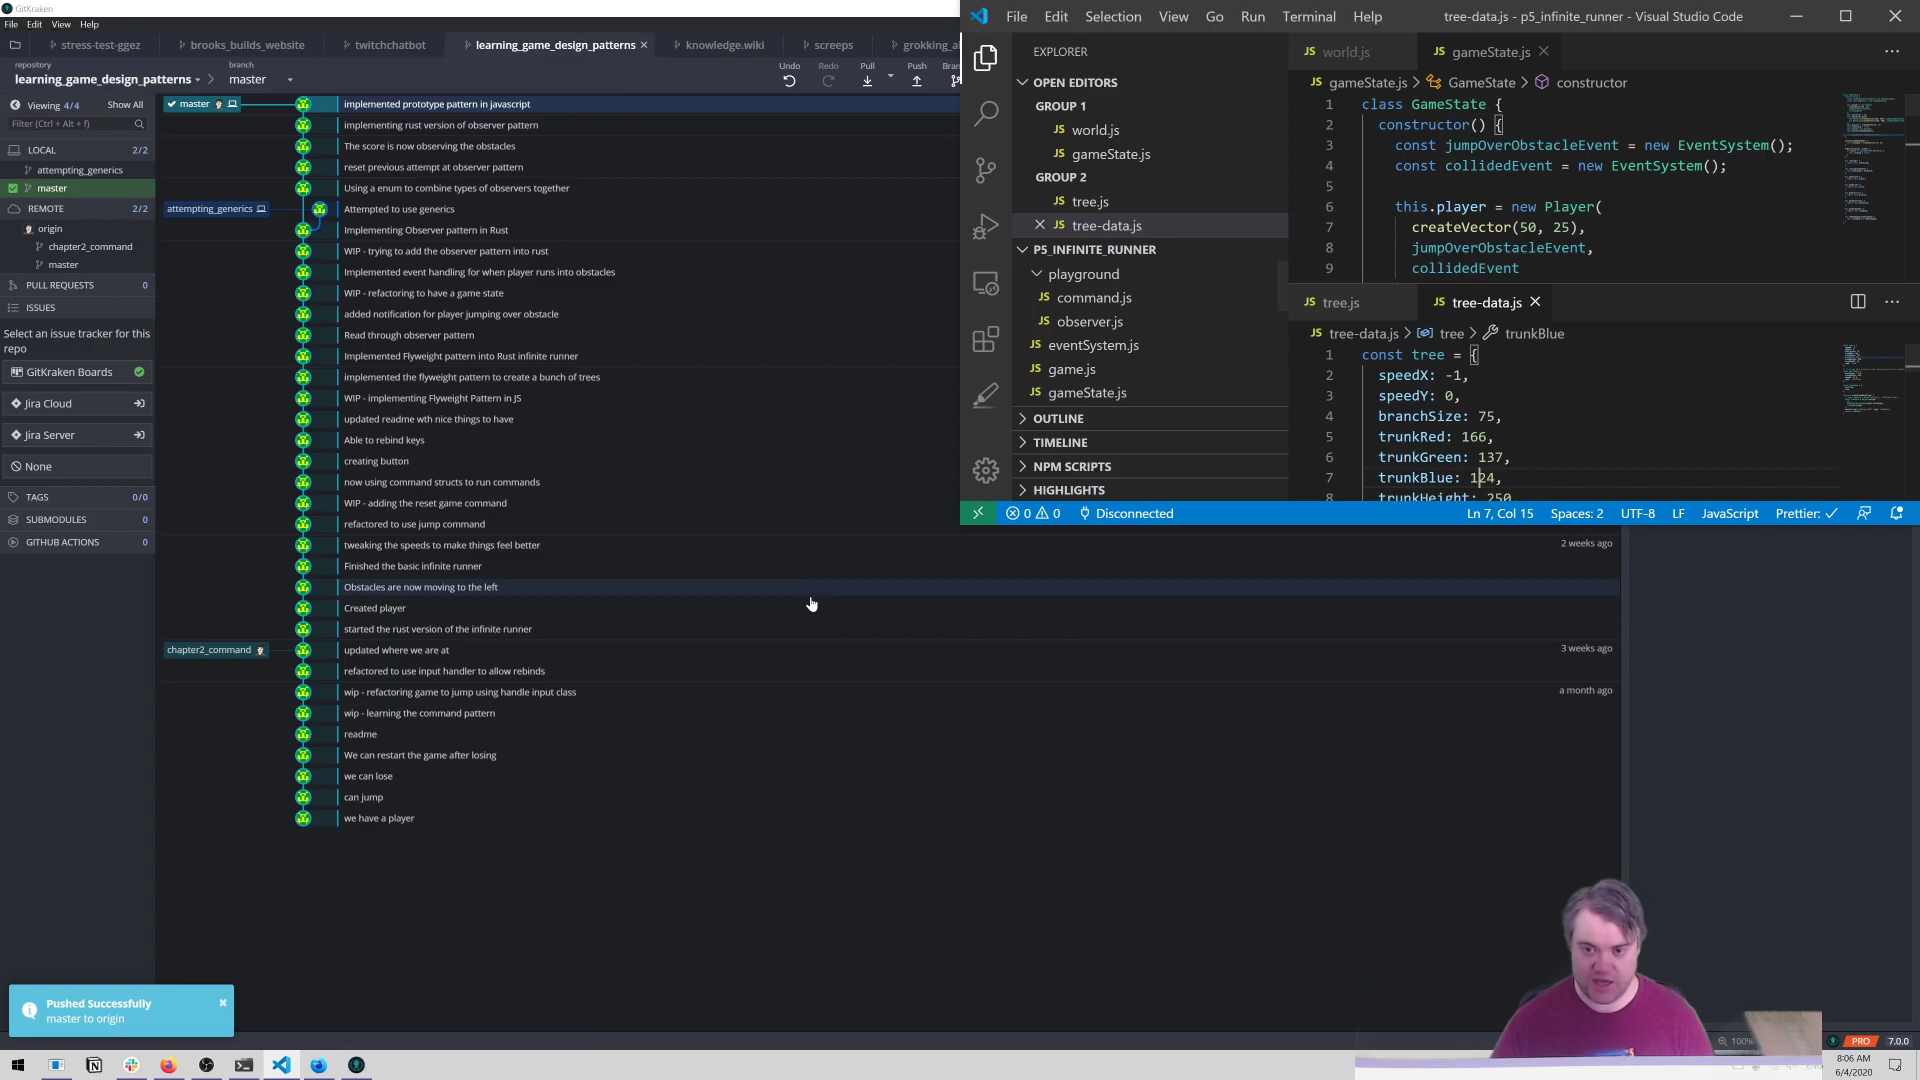 GitKraken
File Edit View Help
stress-test-ggez
brooks_builds_website
twitchchatbot
learning_game_design_patterns
knowledge.wiki
screeps
grokking_al
repository
learning_game_design_patterns
branch
master
Undo
Redo
Pull
Push
Bran
Viewing 4/4
Show All
Filter (Ctrl + Alt + f)
LOCAL 2/2
attempting_generics
master
REMOTE 2/2
origin
chapter2_command
master
PULL REQUESTS 0
ISSUES
Select an issue tracker for this
repo
GitKraken Boards
Jira Cloud
Jira Server
None
TAGS 0/0
SUBMODULES 0
GITHUB ACTIONS 0
master
implemented prototype pattern in javascript
implementing rust version of observer pattern
The score is now observing the obstacles
reset previous attempt at observer pattern
Using a enum to combine types of observers together
attempting_generics
Attempted to use generics
Implementing Observer pattern in Rust
WIP - trying to add the observer pattern into rust
Implemented event handling for when player runs into obstacles
WIP - refactoring to have a game state
added notification for player jumping over obstacle
Read through observer pattern
Implemented Flyweight pattern into Rust infinite runner
implemented the flyweight pattern to create a bunch of trees
WIP - implementing Flyweight Pattern in JS
updated readme wth nice things to have
Able to rebind keys
creating button
now using command structs to run commands
WIP - adding the reset game command
refactored to use jump command
tweaking the speeds to make things feel better
2 weeks ago
Finished the basic infinite runner
Obstacles are now moving to the left
Created player
started the rust version of the infinite runner
chapter2_command
updated where we are at
3 weeks ago
refactored to use input handler to allow rebinds
wip - refactoring game to jump using handle input class
a month ago
wip - learning the command pattern
readme
We can restart the game after losing
we can lose
can jump
we have a player
Pushed Successfully
master to origin
File Edit Selection View Go Run Terminal Help
tree-data.js - p5_infinite_runner - Visual Studio Code
EXPLORER
OPEN EDITORS
GROUP 1
JS world.js
JS gameState.js
GROUP 2
JS tree.js
JS tree-data.js
P5_INFINITE_RUNNER
playground
JS command.js
JS observer.js
JS eventSystem.js
JS game.js
JS gameState.js
OUTLINE
TIMELINE
NPM SCRIPTS
HIGHLIGHTS
JS world.js
JS gameState.js
JS gameState.js > GameState > constructor
1 class GameState {
2 constructor() {
3 const jumpOverObstacleEvent = new EventSystem();
4 const collidedEvent = new EventSystem();
5
6 this.player = new Player(
7 createVector(50, 25),
8 jumpOverObstacleEvent,
9 collidedEvent
JS tree.js
JS tree-data.js
JS tree-data.js > tree > trunkBlue
1 const tree = {
2 speedX: -1,
3 speedY: 0,
4 branchSize: 75,
5 trunkRed: 166,
6 trunkGreen: 137,
7 trunkBlue: 124,
8 trunkHeight: 250,
0 0 Disconnected
Ln 7, Col 15 Spaces: 2 UTF-8 LF JavaScript Prettier: ✓
100%
PRO
7.0.0
8:06 AM
6/4/2020